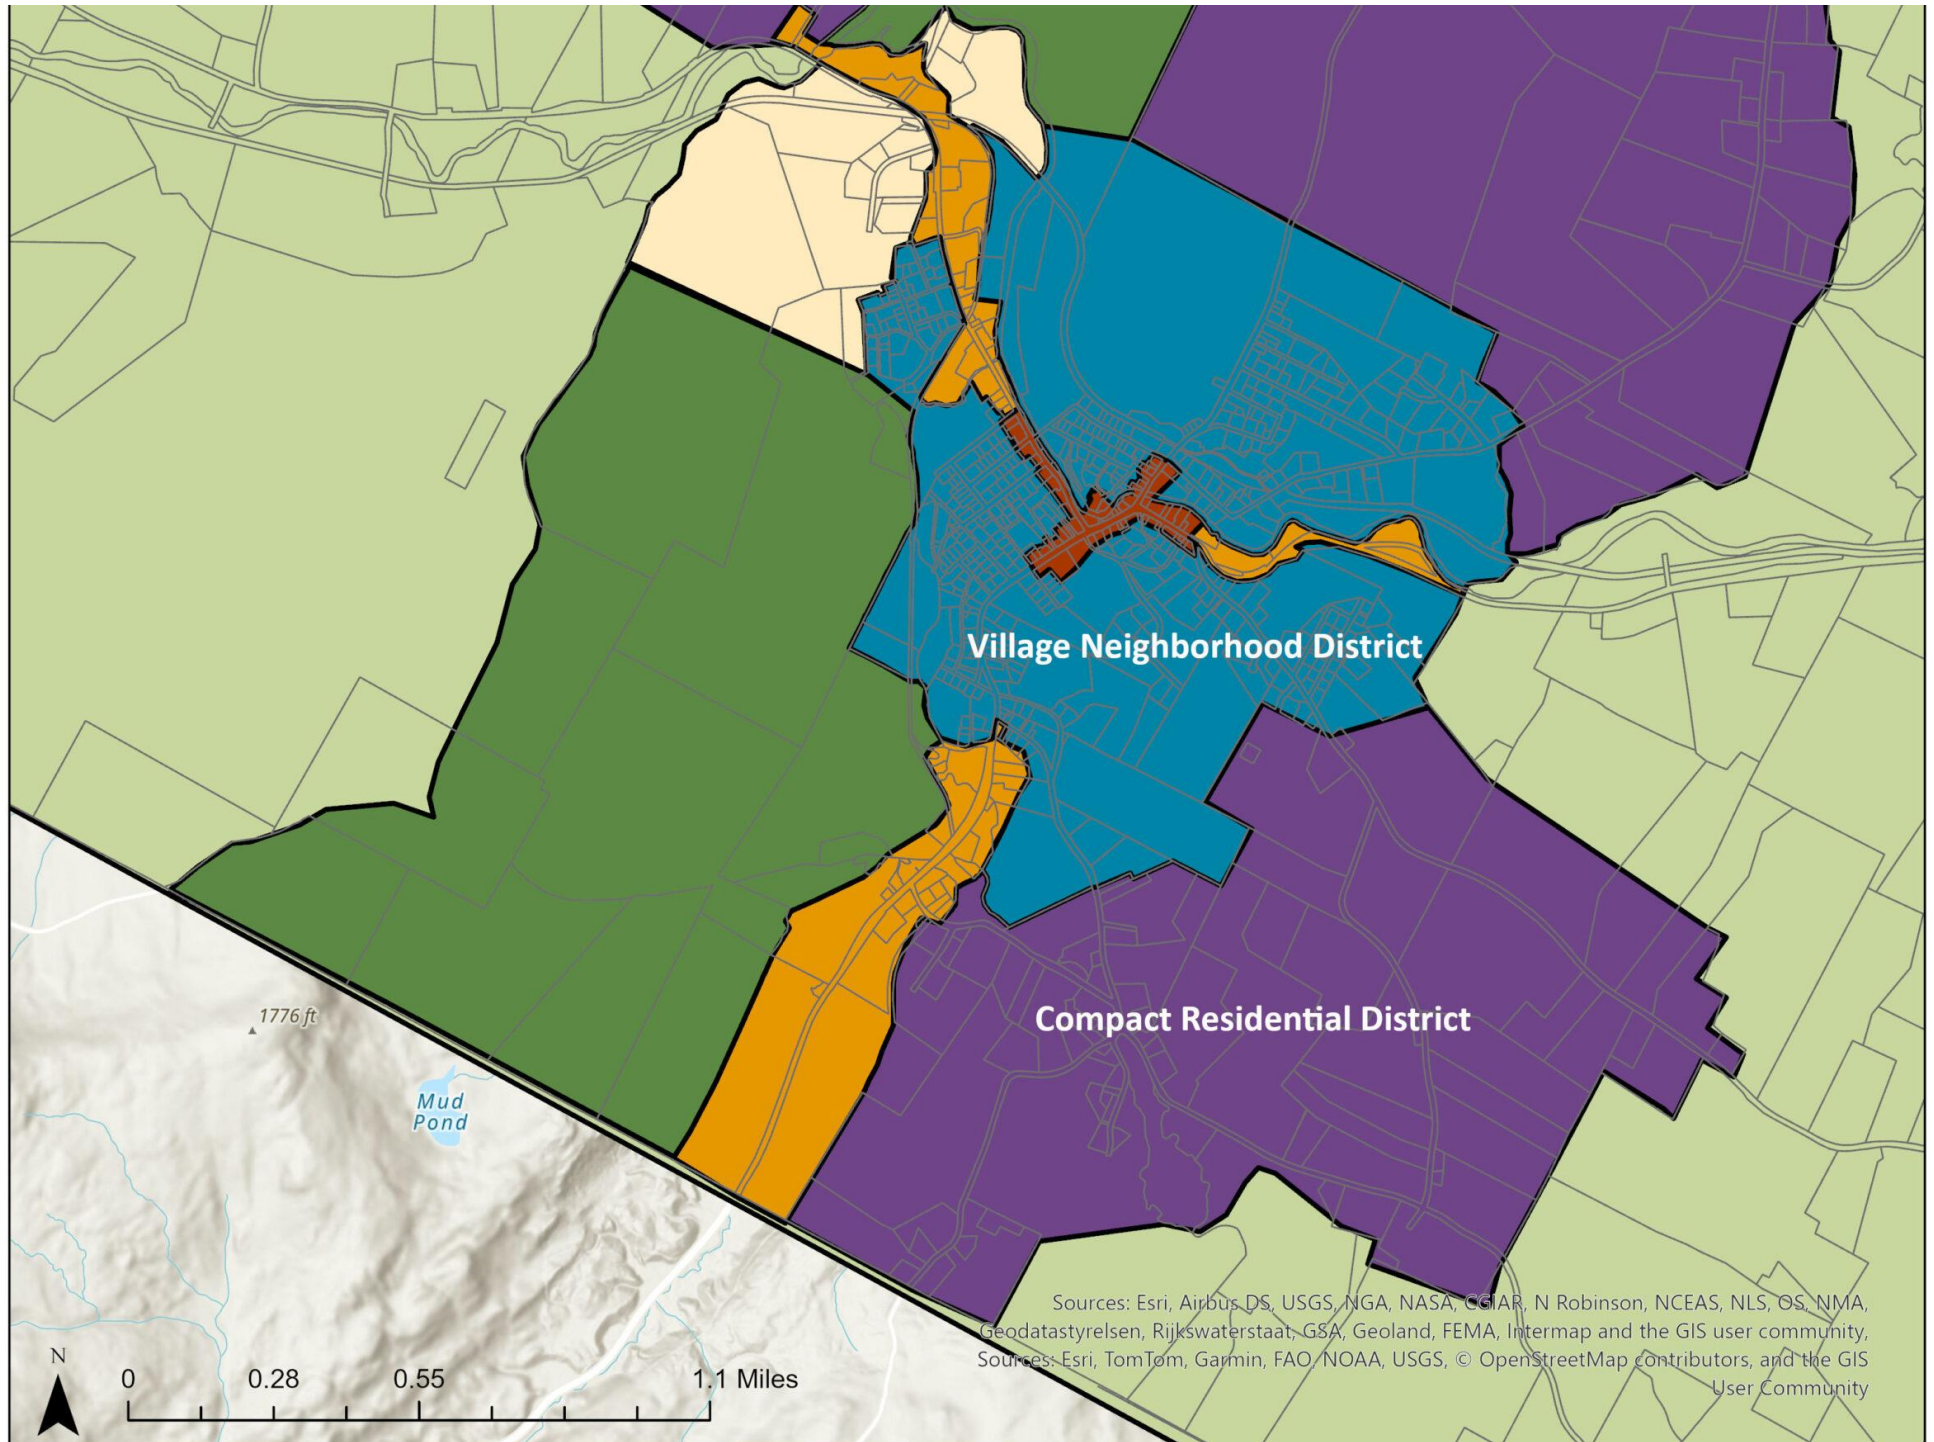 Village Neighborhood District
Compact Residential District
1776 ft
Mud
Pond
Sources: Esri, Airbus DS, USGS, NGA, NASA, CGIAR, N Robinson, NCEAS, NLS, OS, NMA,
Geodatastyrelsen, Rijkswaterstaat, GSA, Geoland, FEMA, Intermap and the GIS user community,
Sources: Esri, TomTom, Garmin, FAO, NOAA, USGS, © OpenStreetMap contributors, and the GIS
User Community
N
0 0.28 0.55 1.1 Miles